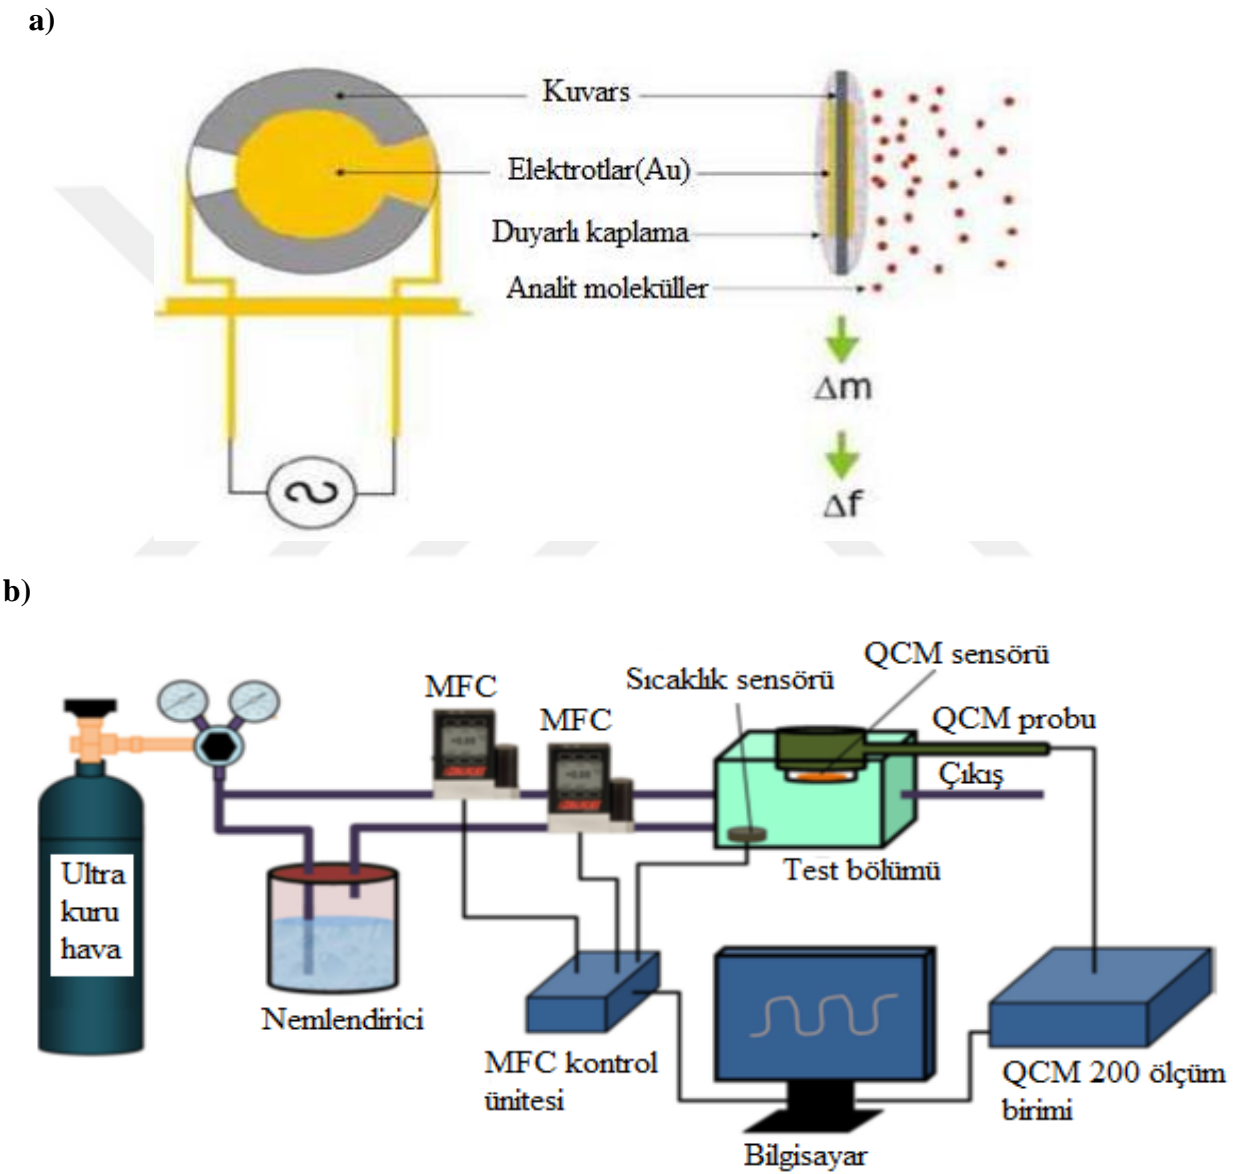 a)
Kuvars
Elektrotlar(Au)
Duyarlı kaplama
Analit moleküller
Δm
Δf
b)
QCM sensörü
Sıcaklık sensörü
MFC
MFC
QCM probu
Çıkış
Test bölümü
Ultra
kuru
hava
Nemlendirici
MFC kontrol
ünitesi
QCM 200 ölçüm
birimi
Bilgisayar